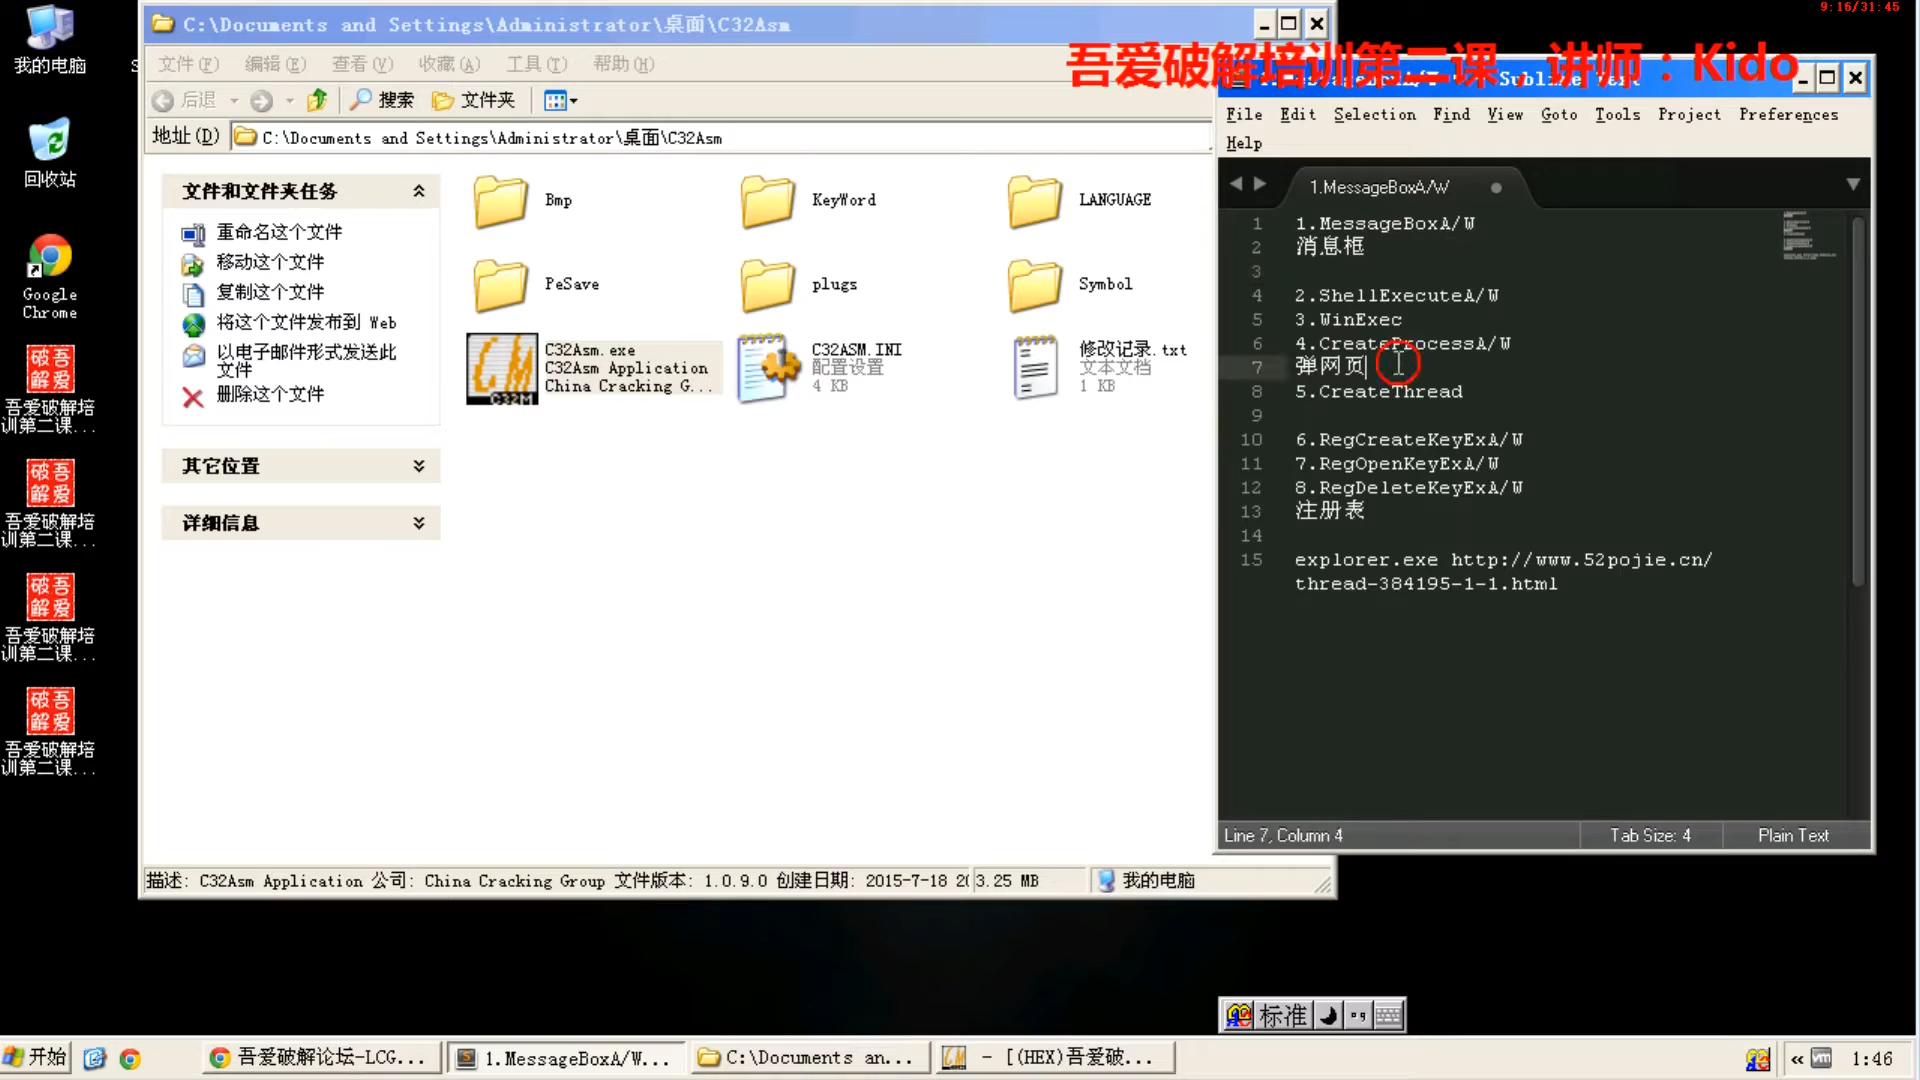 9:16/31:45
吾爱破解培训第二课，讲师：Kido
我的电脑
回收站
Google
Chrome
吾爱破解培
训第二课...
吾爱破解培
训第二课...
吾爱破解培
训第二课...
吾爱破解培
训第二课...
C:\Documents and Settings\Administrator\桌面\C32Asm
文件(F) 编辑(E) 查看(V) 收藏(A) 工具(T) 帮助(H)
后退 搜索 文件夹
地址(D) C:\Documents and Settings\Administrator\桌面\C32Asm
文件和文件夹任务
重命名这个文件
移动这个文件
复制这个文件
将这个文件发布到 Web
以电子邮件形式发送此
文件
删除这个文件
其它位置
详细信息
Bmp
KeyWord
LANGUAGE
PeSave
plugs
Symbol
C32Asm.exe
C32Asm Application
China Cracking G...
C32ASM.INI
配置设置
4 KB
修改记录.txt
文本文档
1 KB
描述: C32Asm Application 公司: China Cracking Group 文件版本: 1.0.9.0 创建日期: 2015-7-18 20 3.25 MB 我的电脑
File Edit Selection Find View Goto Tools Project Preferences
Help
1.MessageBoxA/W
1 1.MessageBoxA/W
2 消息框
3
4 2.ShellExecuteA/W
5 3.WinExec
6 4.CreateProcessA/W
7 弹网页
8 5.CreateThread
9
10 6.RegCreateKeyExA/W
11 7.RegOpenKeyExA/W
12 8.RegDeleteKeyExA/W
13 注册表
14
15 explorer.exe http://www.52pojie.cn/
thread-384195-1-1.html
Line 7, Column 4 Tab Size: 4 Plain Text
标准
开始 吾爱破解论坛-LCG... 1.MessageBoxA/W... C:\Documents an... - [(HEX)吾爱破... 1:46